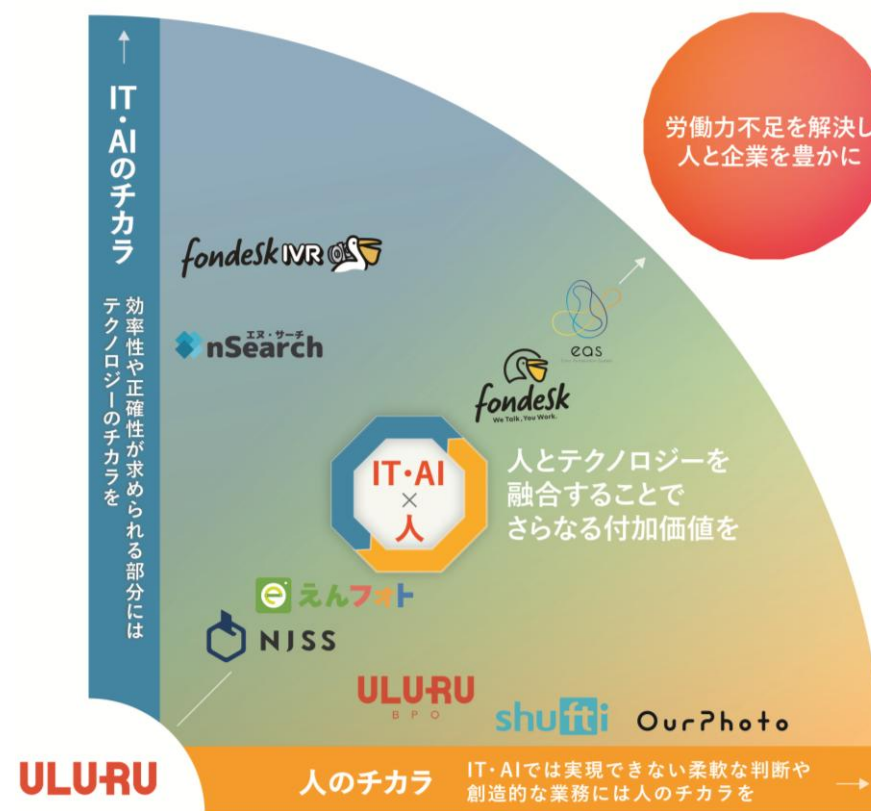 労働力不足を解決し
人と企業を豊かに
IT・AIのチカラ
効率性や正確性が求められる部分には
テクノロジーのチカラを
fondesk IVR
エヌ・サーチ
nSearch
eas
fondesk
We Talk, You Work.
IT・AI
×
人
人とテクノロジーを
融合することで
さらなる付加価値を
えんフォト
NJSS
ULURU
BPO
shufti
OurPhoto
ULURU
人のチカラ
IT・AIでは実現できない柔軟な判断や
創造的な業務には人のチカラを